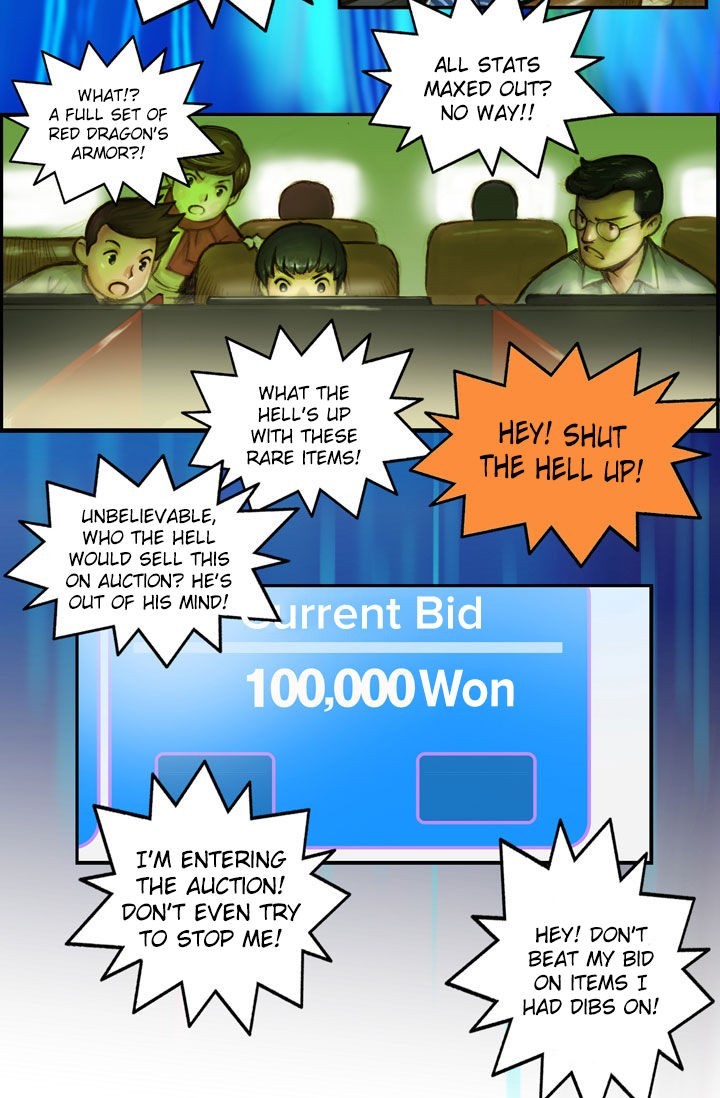 ALL STATS
MAXED OUT?
NO WAY!!
WHAT!?
A FULL SET OF
RED DRAGON'S
ARMOR?!
WHAT THE
HELL'S UP
WITH THESE
RARE ITEMS!
HEY! SHUT
THE HELL UP!
UNBELIEVABLE,
WHO THE HELL
WOULD SELL THIS
ON AUCTION? HE'S
OUT OF HIS MIND!
Current Bid
100,000 Won
I'M ENTERING
THE AUCTION!
DON'T EVEN TRY
TO STOP ME!
HEY! DON'T
BEAT MY BID
ON ITEMS I
HAD DIBS ON!